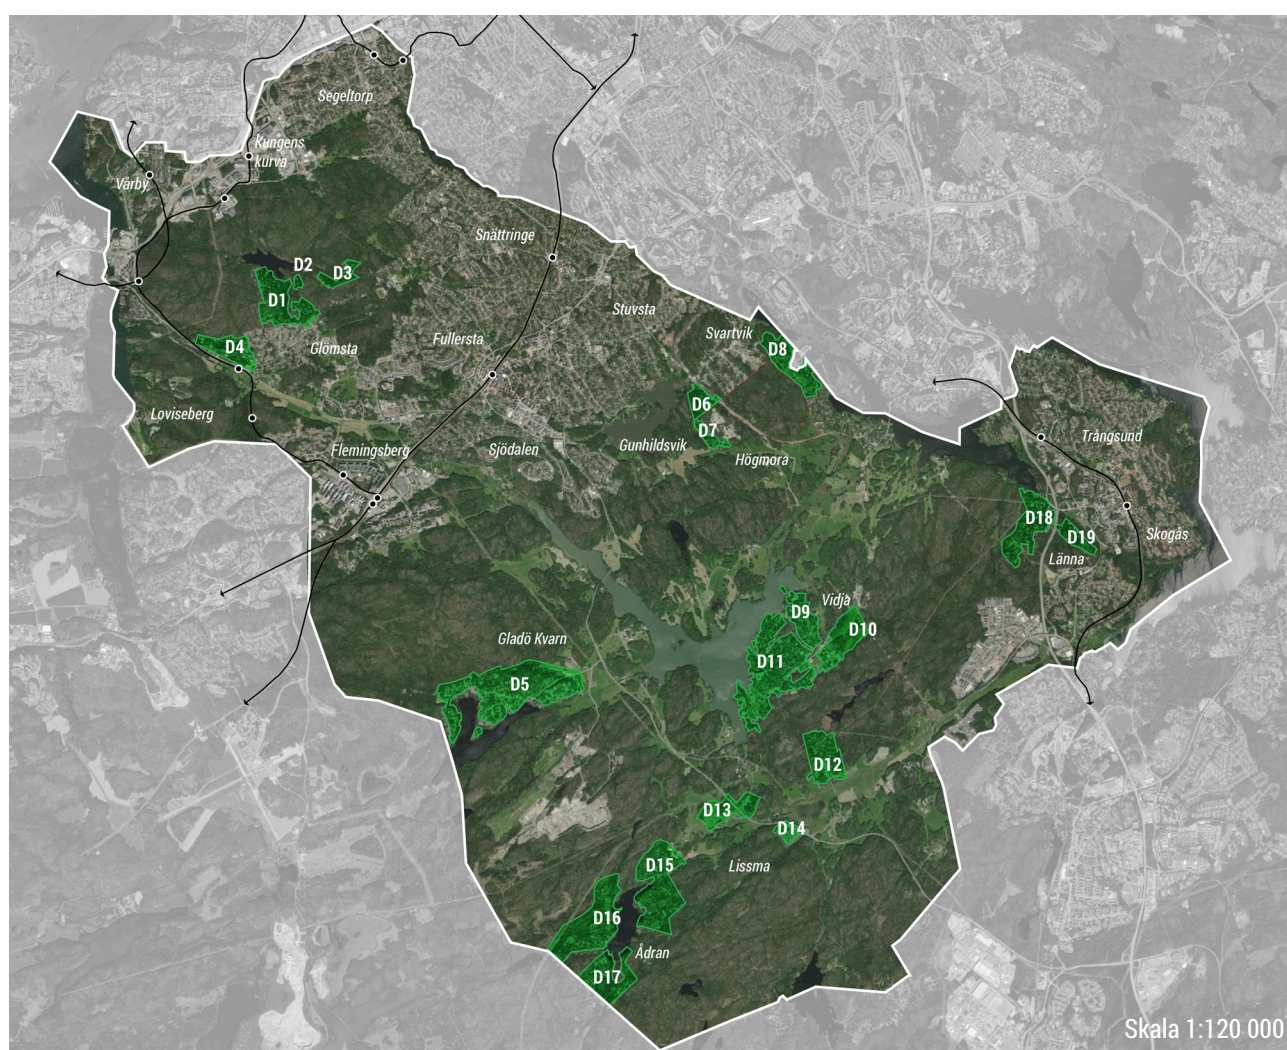 Segeltorp
Kungens
kurva
Vårby
Snättringe
D2
D3
D1
Stuvsta
Svartvik
Fullersta
Glömsta
D4
D8
Loviseberg
D6
D7
Trångsund
Flemingsberg
Sjödalen
Gunhildsvik
Högmora
D18
D19
Skogås
Länna
Vidja
D9
D10
Gladö Kvarn
D11
D5
D12
D13
D14
D15
Lissma
D16
Ådran
D17
Skala 1:120 000